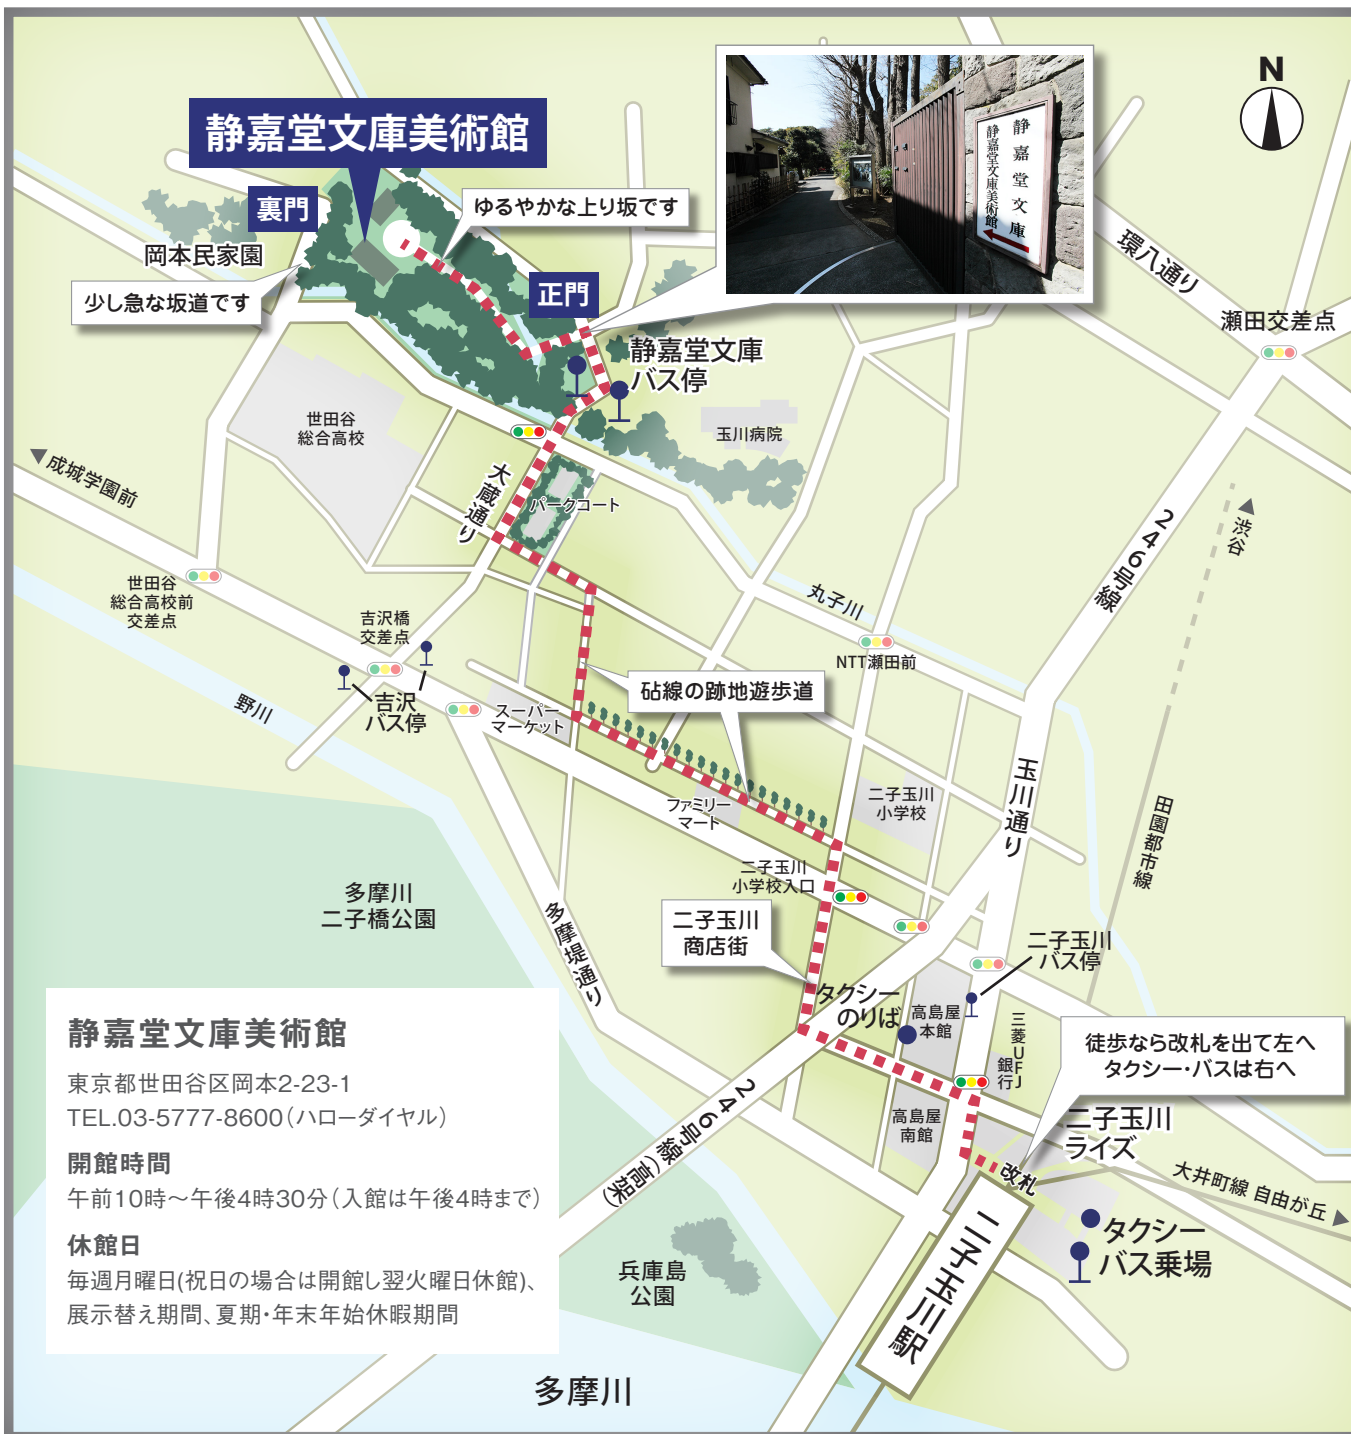 N
静嘉堂文庫美術館
静嘉堂文庫
静嘉堂文庫美術館
裏門
岡本民家園
ゆるやかな上り坂です
少し急な坂道です
正門
環八通り
瀬田交差点
静嘉堂文庫
バス停
世田谷
総合高校
玉川病院
成城学園前
大蔵通り
パークコート
246号線
渋谷
世田谷
総合高校前
交差点
吉沢橋
交差点
丸子川
NTT瀬田前
砧線の跡地遊歩道
吉沢
バス停
野川
スーパー
マーケット
玉川通り
ファミリー
マート
二子玉川
小学校
田園都市線
二子玉川
小学校入口
多摩川
二子橋公園
多摩堤通り
二子玉川
商店街
二子玉川
バス停
タクシー
のりば
高島屋
本館
三菱UFJ
銀行
徒歩なら改札を出て左へ
タクシー・バスは右へ
246号線(高架)
高島屋
南館
二子玉川
ライズ
改札
大井町線 自由が丘
二子玉川駅
タクシー
バス乗場
兵庫島
公園
多摩川
静嘉堂文庫美術館
東京都世田谷区岡本2-23-1
TEL.03-5777-8600（ハローダイヤル）
開館時間
午前10時～午後4時30分（入館は午後4時まで）
休館日
毎週月曜日(祝日の場合は開館し翌火曜日休館)、
展示替え期間、夏期・年末年始休暇期間